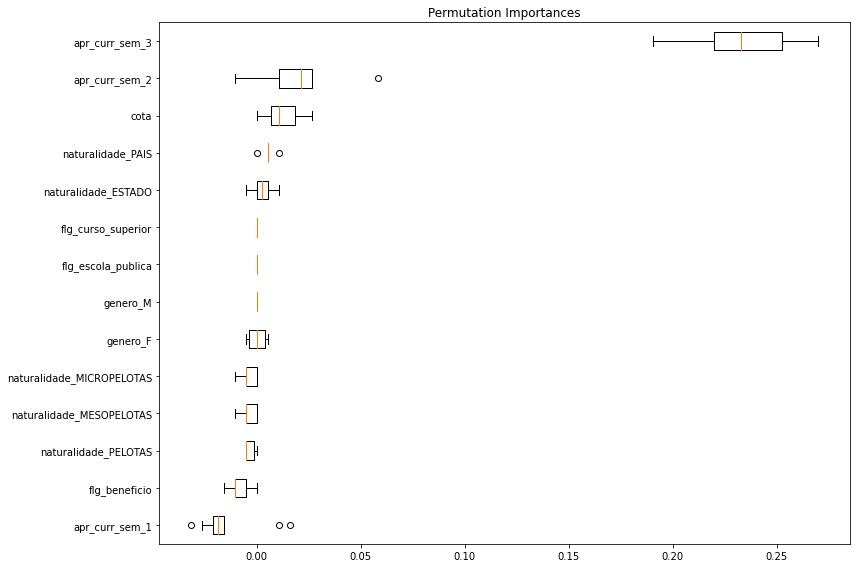 Permutation Importances
apr_curr_sem_3
apr_curr_sem_2
cota
naturalidade_PAIS
naturalidade_ESTADO
flg_curso_superior
flg_escola_publica
genero_M
genero_F
naturalidade_MICROPELOTAS
naturalidade_MESOPELOTAS
naturalidade_PELOTAS
flg_beneficio
apr_curr_sem_1
0.00 0.05 0.10 0.15 0.20 0.25